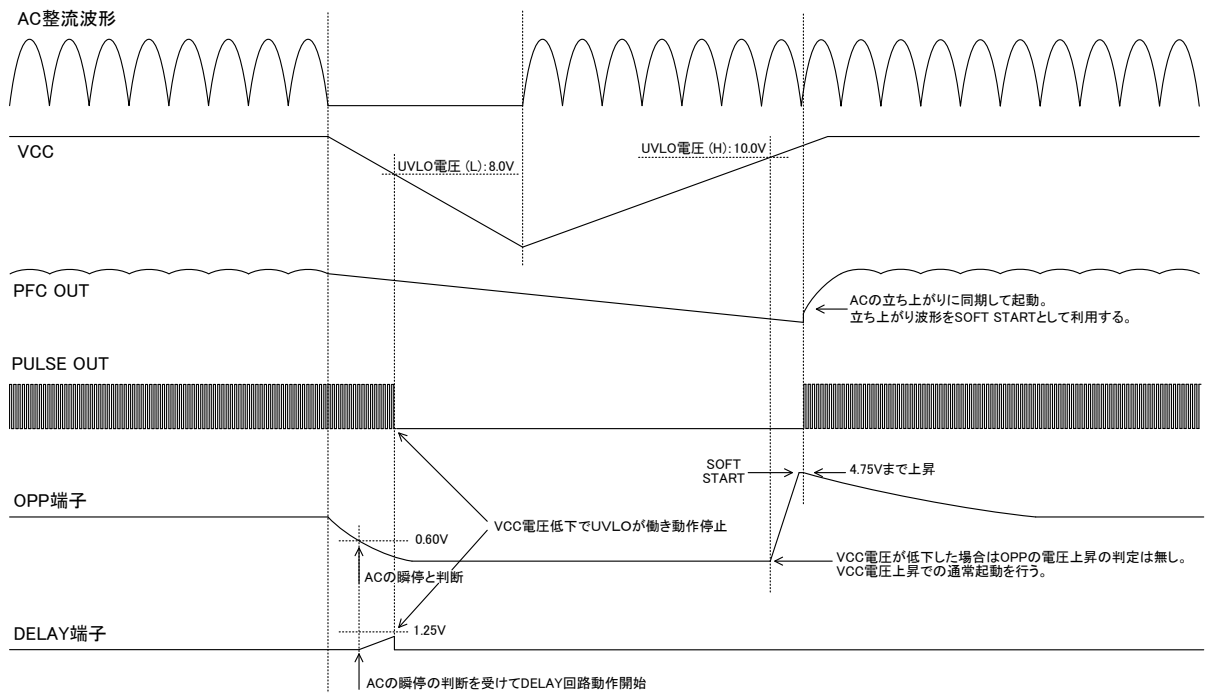 AC整流波形
VCC
UVLO電圧 (L):8.0V
UVLO電圧 (H):10.0V
PFC OUT
ACの立ち上がりに同期して起動。
立ち上がり波形をSOFT STARTとして利用する。
PULSE OUT
SOFT
START
4.75Vまで上昇
OPP端子
VCC電圧低下でUVLOが働き動作停止
0.60V
ACの瞬停と判断
VCC電圧が低下した場合はOPPの電圧上昇の判定は無し。
VCC電圧上昇での通常起動を行う。
DELAY端子
1.25V
ACの瞬停の判断を受けてDELAY回路動作開始